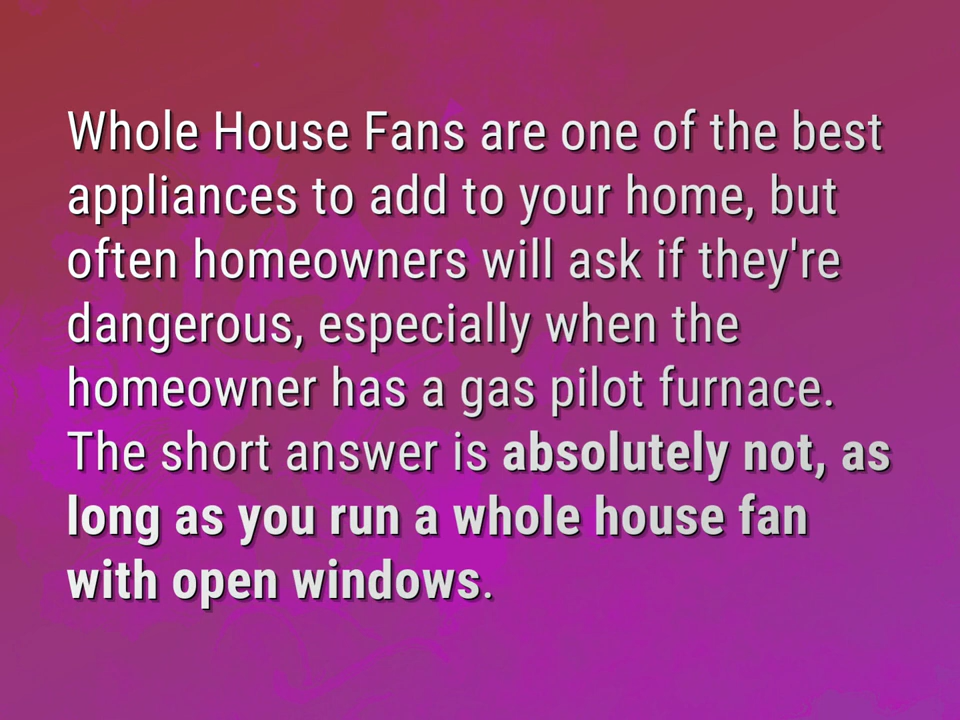 Whole House Fans are one of the best
appliances to add to your home, but
often homeowners will ask if they're
dangerous, especially when the
homeowner has a gas pilot furnace.
The short answer is absolutely not, as
long as you run a whole house fan
with open windows.